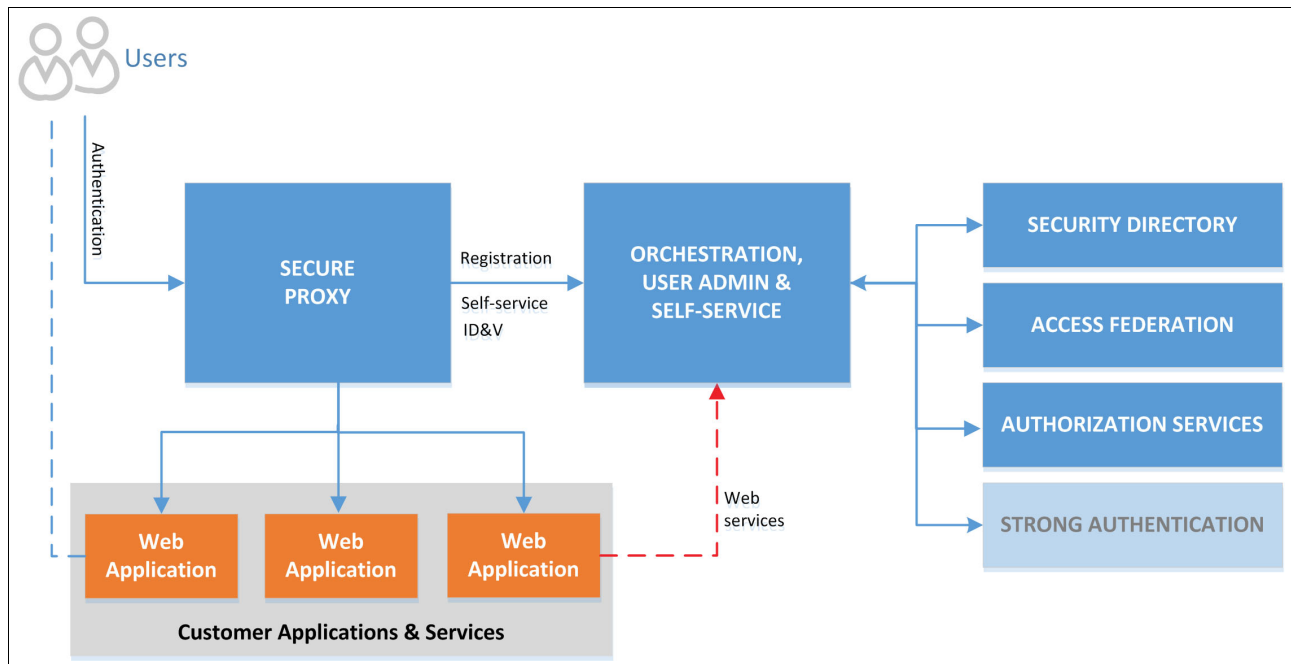 Users
Authentication
SECURE
PROXY
Registration
Self-service
ID&V
ORCHESTRATION,
USER ADMIN &
SELF-SERVICE
SECURITY DIRECTORY
ACCESS FEDERATION
AUTHORIZATION SERVICES
STRONG AUTHENTICATION
Web
services
Web
Application
Web
Application
Web
Application
Customer Applications & Services